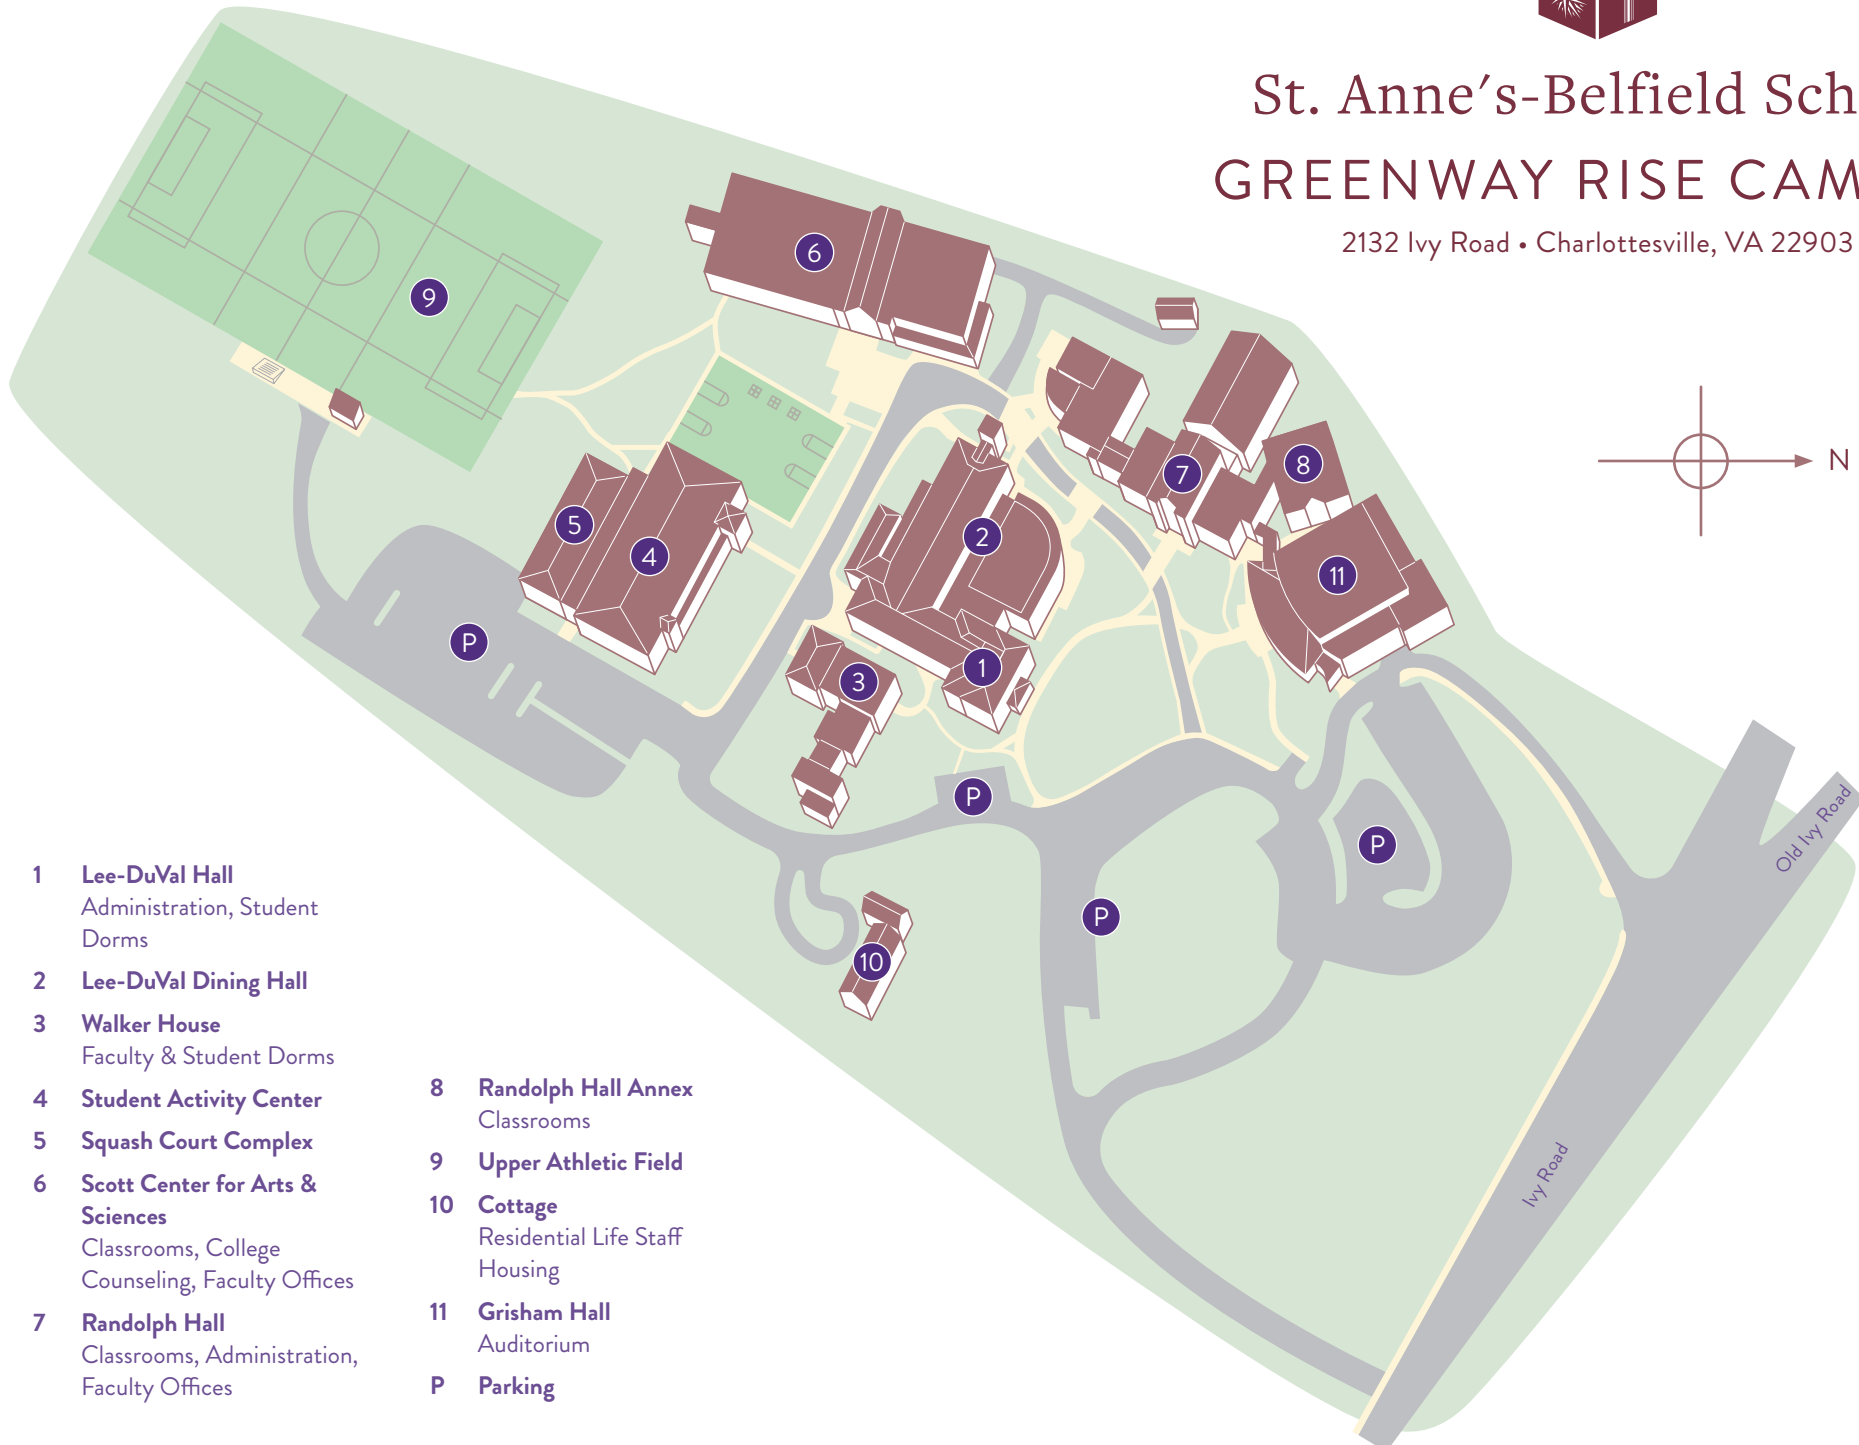 St. Anne's-Belfield Sch
GREENWAY RISE CAM
2132 Ivy Road • Charlottesville, VA 22903
N
6
9
7
8
5
4
2
11
P
1
3
P
P
P
10
Old Ivy Road
Ivy Road
1 Lee-DuVal Hall
Administration, Student
Dorms
2 Lee-DuVal Dining Hall
3 Walker House
Faculty & Student Dorms
4 Student Activity Center
5 Squash Court Complex
6 Scott Center for Arts &
Sciences
Classrooms, College
Counseling, Faculty Offices
7 Randolph Hall
Classrooms, Administration,
Faculty Offices
8 Randolph Hall Annex
Classrooms
9 Upper Athletic Field
10 Cottage
Residential Life Staff
Housing
11 Grisham Hall
Auditorium
P Parking